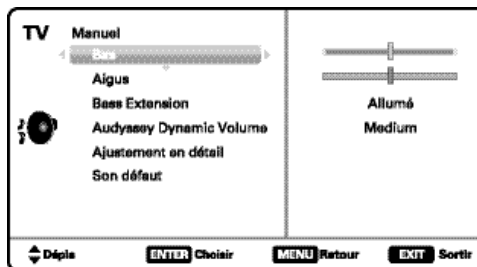 TV Manuel
Bas
Aigus
Bass Extension Allumé
Audyssey Dynamic Volume Medium
Ajustement en détail
Son défaut
Dépla ENTER Choisir MENU Retour EXIT Sortir